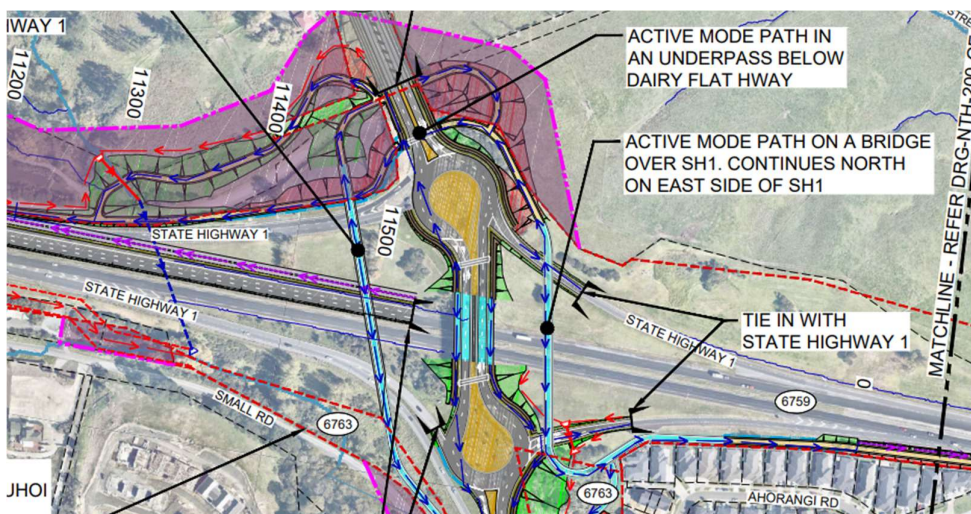 HWAY 1
11200
11300
11400
11500
ACTIVE MODE PATH IN
AN UNDERPASS BELOW
DAIRY FLAT HWAY
ACTIVE MODE PATH ON A BRIDGE
OVER SH1. CONTINUES NORTH
ON EAST SIDE OF SH1
STATE HIGHWAY 1
STATE HIGHWAY 1
STATE HIGHWAY 1
TIE IN WITH
STATE HIGHWAY 1
0
MATCHLINE - REFER DRG-NTH-200-
SMALL RD
6763
6759
6763
AHORANGI RD
UHOI